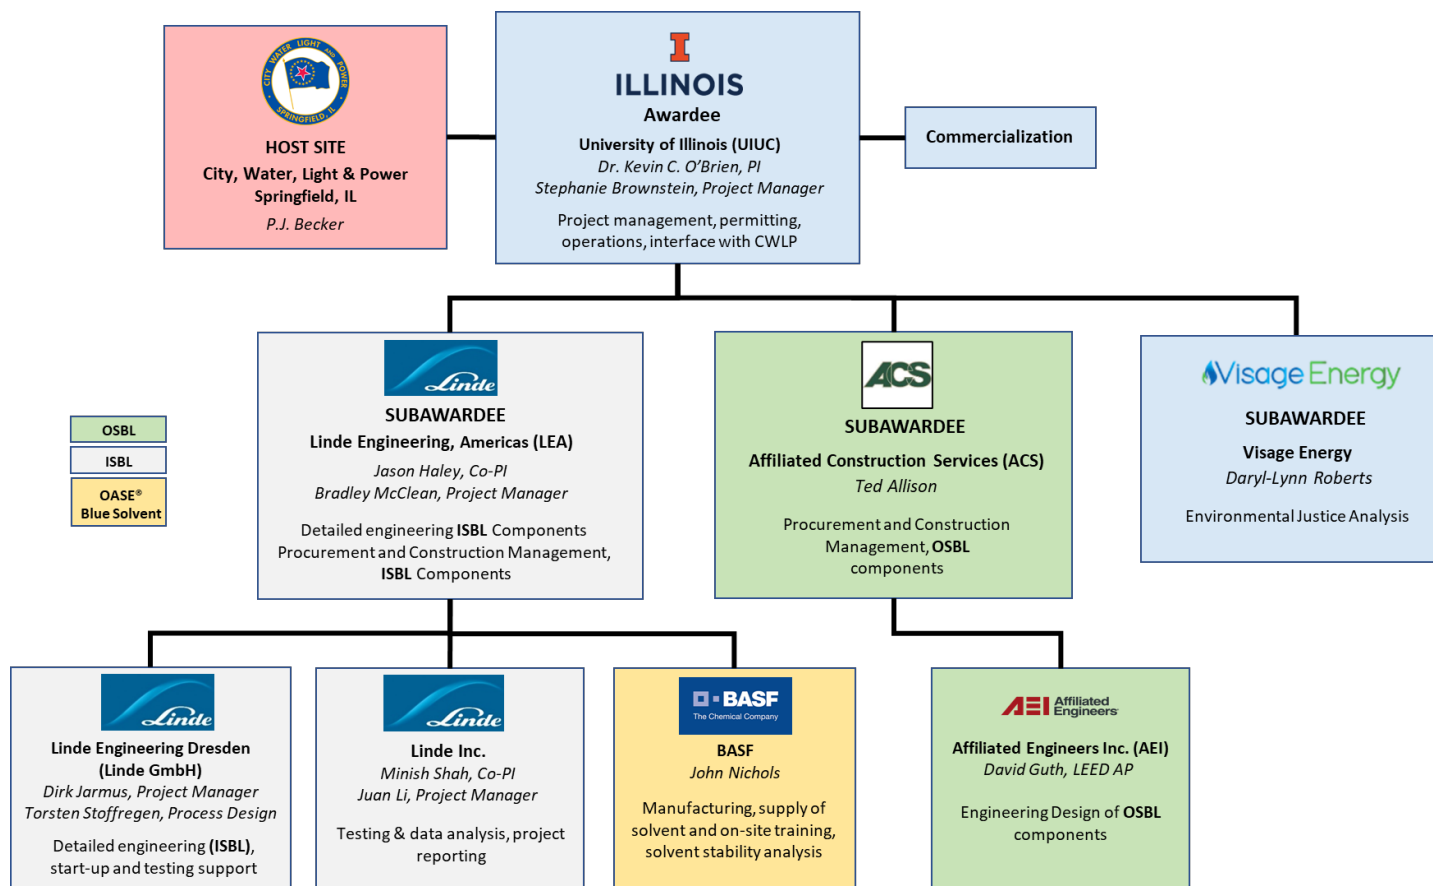 CITY WATER LIGHT AND POWER
SPRINGFIELD, IL
HOST SITE
City, Water, Light & Power
Springfield, IL
P.J. Becker
I
ILLINOIS
Awardee
University of Illinois (UIUC)
Dr. Kevin C. O’Brien, PI
Stephanie Brownstein, Project Manager
Project management, permitting,
operations, interface with CWLP
Commercialization
OSBL
ISBL
OASE®
Blue Solvent
Linde
SUBAWARDEE
Linde Engineering, Americas (LEA)
Jason Haley, Co-PI
Bradley McClean, Project Manager
Detailed engineering ISBL Components
Procurement and Construction Management,
ISBL Components
ACS
SUBAWARDEE
Affiliated Construction Services (ACS)
Ted Allison
Procurement and Construction
Management, OSBL
components
Visage Energy
SUBAWARDEE
Visage Energy
Daryl-Lynn Roberts
Environmental Justice Analysis
Linde
Linde Engineering Dresden
(Linde GmbH)
Dirk Jarmus, Project Manager
Torsten Stoffregen, Process Design
Detailed engineering (ISBL),
start-up and testing support
Linde
Linde Inc.
Minish Shah, Co-PI
Juan Li, Project Manager
Testing & data analysis, project
reporting
BASF
The Chemical Company
BASF
John Nichols
Manufacturing, supply of
solvent and on-site training,
solvent stability analysis
AEI Affiliated
Engineers
Affiliated Engineers Inc. (AEI)
David Guth, LEED AP
Engineering Design of OSBL
components